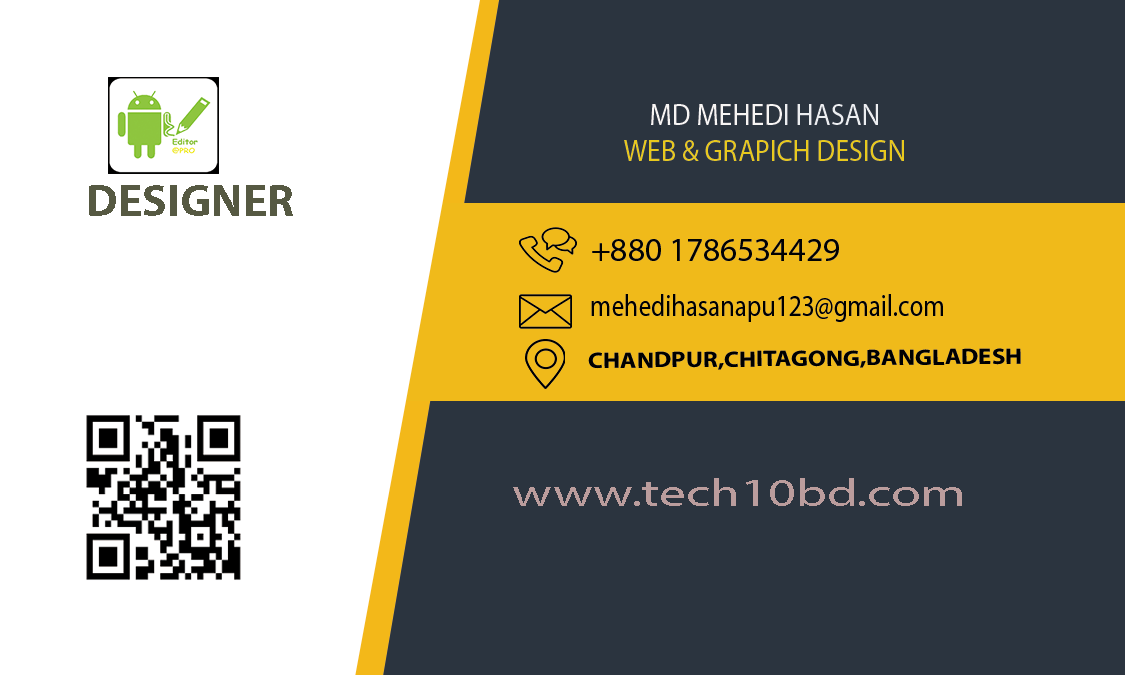 Editor
@PRO
DESIGNER
MD MEHEDI HASAN
WEB & GRAPICH DESIGN
+880 1786534429
mehedihasanapu123@gmail.com
CHANDPUR,CHITAGONG,BANGLADESH
www.tech10bd.com